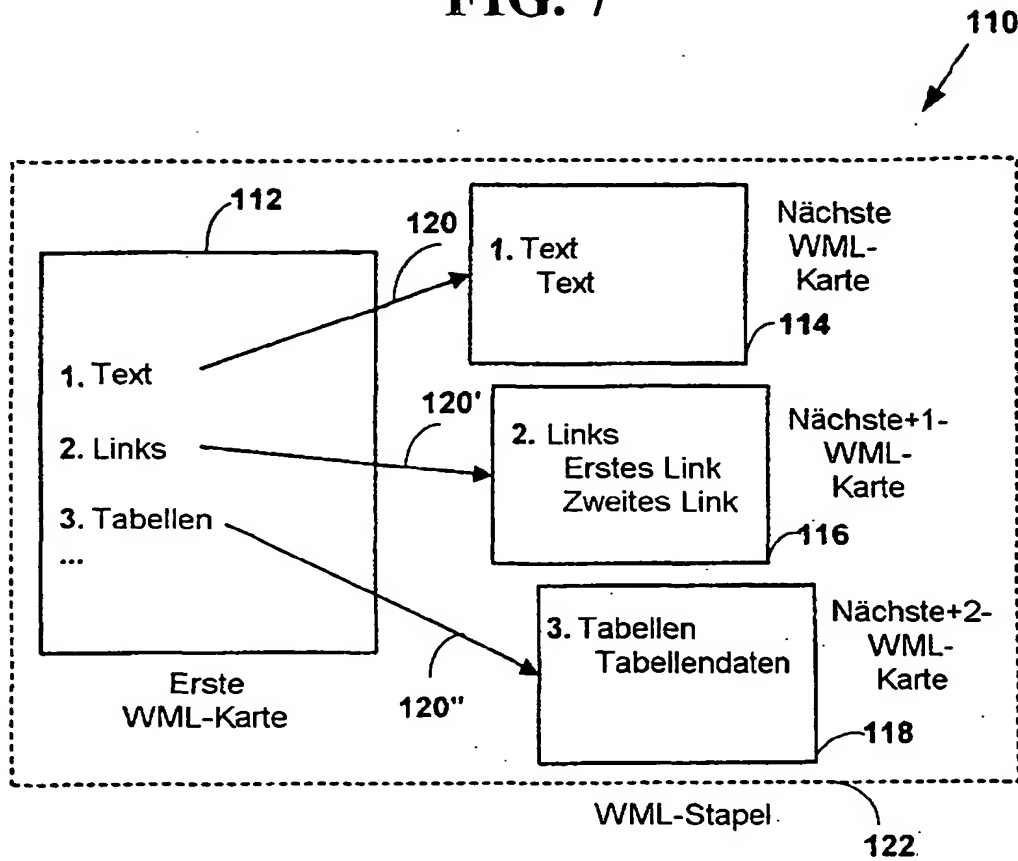 FIG. 7
110
112
120
1. Text
2. Links
3. Tabellen
...
Erste
WML-Karte
1. Text
Text
Nächste
WML-
Karte
114
120'
2. Links
Erstes Link
Zweites Link
Nächste+1-
WML-
Karte
116
120"
3. Tabellen
Tabellendaten
Nächste+2-
WML-
Karte
118
WML-Stapel
122